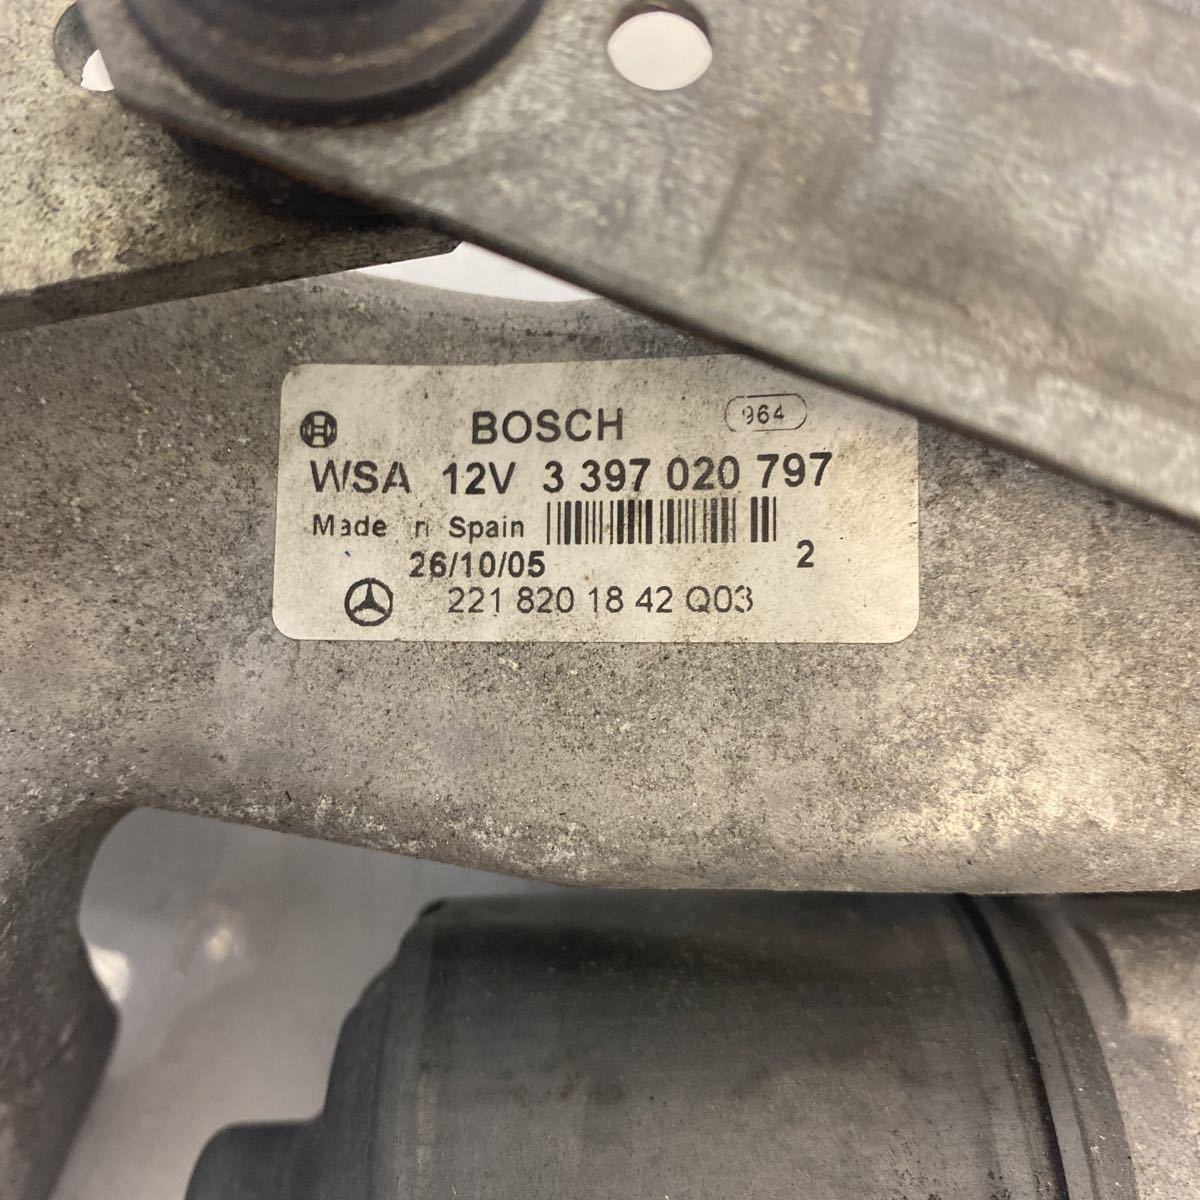 BOSCH 964
WSA 12V 3 397 020 797
Made in Spain
26/10/05 2
221 820 18 42 Q03